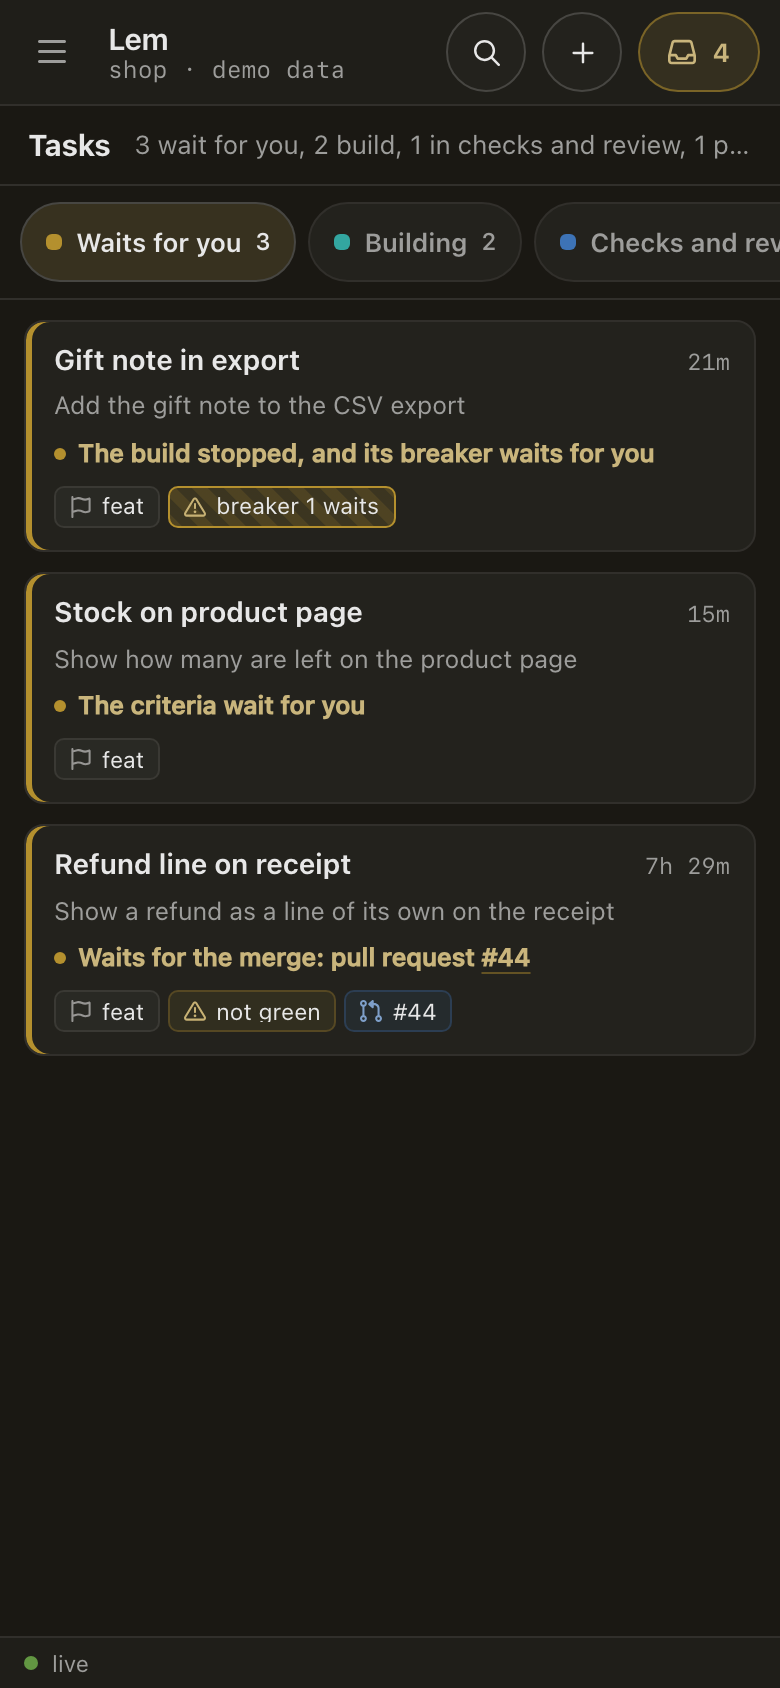 Lem
shop · demo data
4
Tasks 3 wait for you, 2 build, 1 in checks and review, 1 p...
Waits for you 3 Building 2 Checks and rev
Gift note in export 21m
Add the gift note to the CSV export
The build stopped, and its breaker waits for you
feat breaker 1 waits
Stock on product page 15m
Show how many are left on the product page
The criteria wait for you
feat
Refund line on receipt 7h 29m
Show a refund as a line of its own on the receipt
Waits for the merge: pull request #44
feat not green #44
live